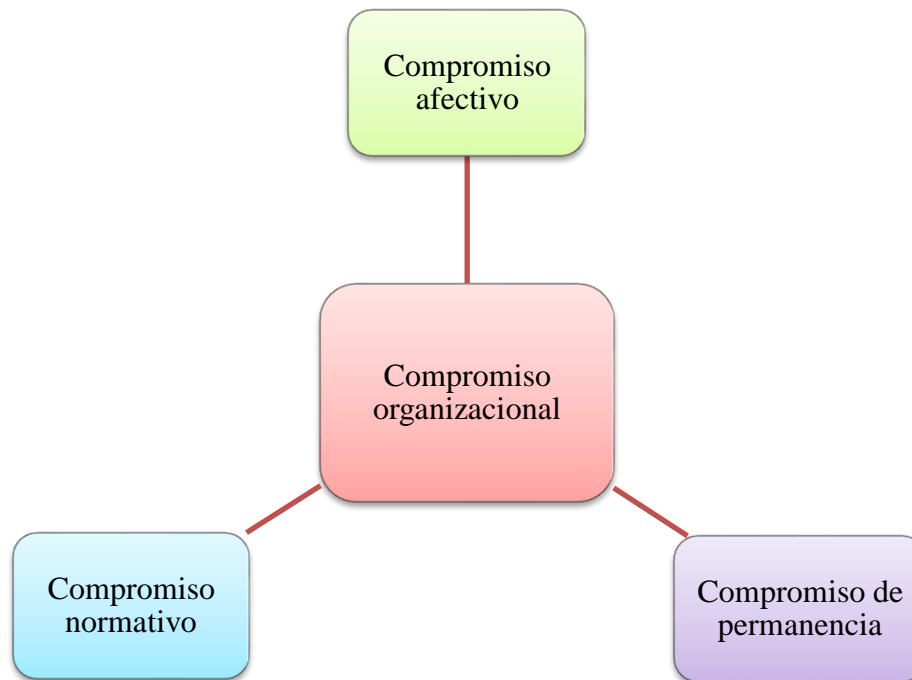 Compromiso
afectivo
Compromiso
organizacional
Compromiso
normativo
Compromiso de
permanencia